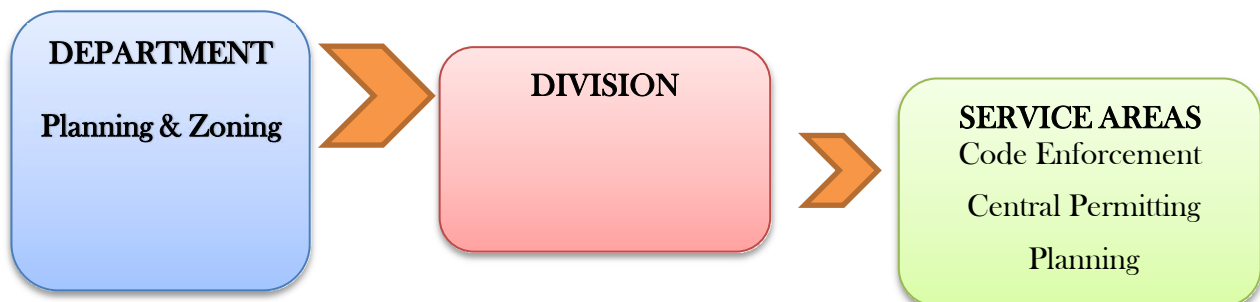 DEPARTMENT
Planning & Zoning
DIVISION
SERVICE AREAS
Code Enforcement
Central Permitting
Planning